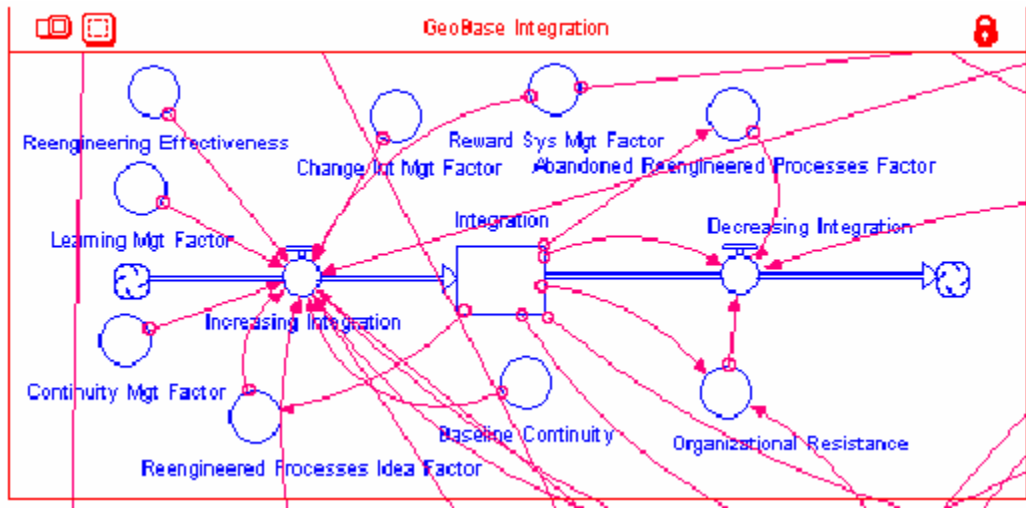 GeoBase Integration
Reengineering Effectiveness
Change Int Mgt Factor
Reward Sys Mgt Factor
Abandoned Reengineered Processes Factor
Learning Mgt Factor
Integration
Decreasing Integration
Increasing Integration
Continuity Mgt Factor
Baseline Continuity
Organizational Resistance
Reengineered Processes Idea Factor